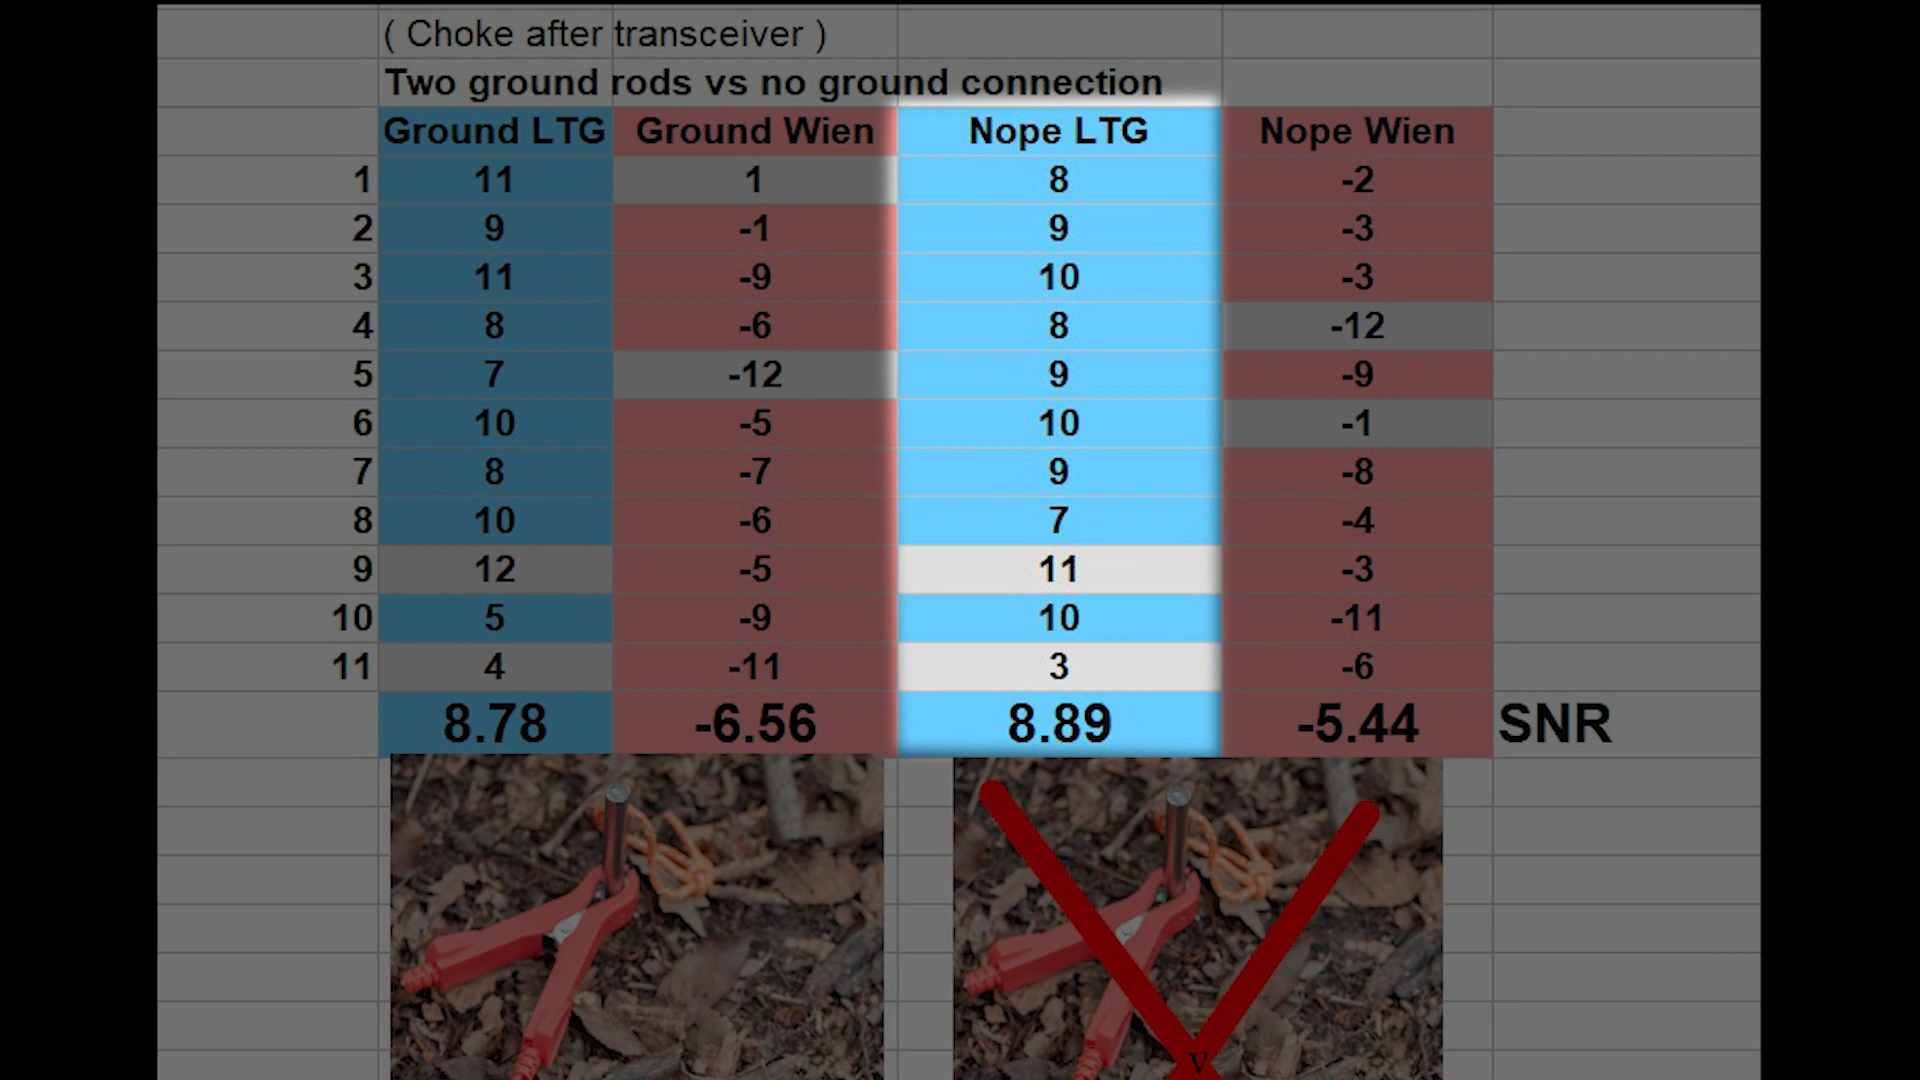 ( Choke after transceiver )
Two ground rods vs no ground connection
Ground LTG Ground Wien Nope LTG Nope Wien
1 11 1 8 -2
2 9 -1 9 -3
3 11 -9 10 -3
4 8 -6 8 -12
5 7 -12 9 -9
6 10 -5 10 -1
7 8 -7 9 -8
8 10 -6 7 -4
9 12 -5 11 -3
10 5 -9 10 -11
11 4 -11 3 -6
8.78 -6.56 8.89 -5.44 SNR
V